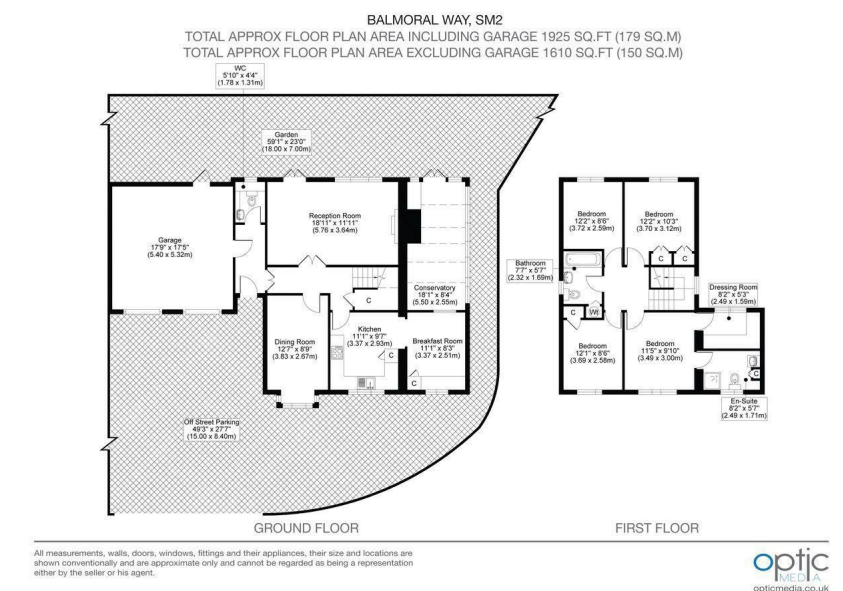 BALMORAL WAY, SM2
TOTAL APPROX FLOOR PLAN AREA INCLUDING GARAGE 1925 SQ.FT (179 SQ.M)
TOTAL APPROX FLOOR PLAN AREA EXCLUDING GARAGE 1610 SQ.FT (150 SQ.M)
WC
5'10" x 4'4"
(1.78 x 1.31m)
Garden
59'1" x 23'0"
(18.00 x 7.00m)
Garage
17'9" x 17'5"
(5.40 x 5.32m)
Reception Room
18'11" x 11'11"
(5.76 x 3.64m)
Conservatory
18'1" x 8'4"
(5.50 x 2.55m)
C
Dining Room
12'7" x 8'9"
(3.83 x 2.67m)
Kitchen
11'1" x 9'7"
(3.37 x 2.93m)
C
Breakfast Room
11'1" x 8'3"
(3.37 x 2.51m)
C
Off Street Parking
49'3" x 27'7"
(15.00 x 8.40m)
GROUND FLOOR
Bedroom
12'2" x 8'6"
(3.72 x 2.59m)
Bedroom
12'2" x 10'3"
(3.70 x 3.12m)
C
C
Bathroom
7'7" x 5'7"
(2.32 x 1.69m)
Dressing Room
8'2" x 5'3"
(2.49 x 1.59m)
C
Wt
Bedroom
12'1" x 8'6"
(3.69 x 2.58m)
Bedroom
11'5" x 9'10"
(3.49 x 3.00m)
C
En-Suite
8'2" x 5'7"
(2.49 x 1.71m)
FIRST FLOOR
All measurements, walls, doors, windows, fittings and their appliances, their size and locations are
shown conventionally and are approximate only and cannot be regarded as being a representation
either by the seller or his agent.
optic
MEDIA
opticmedia.co.uk